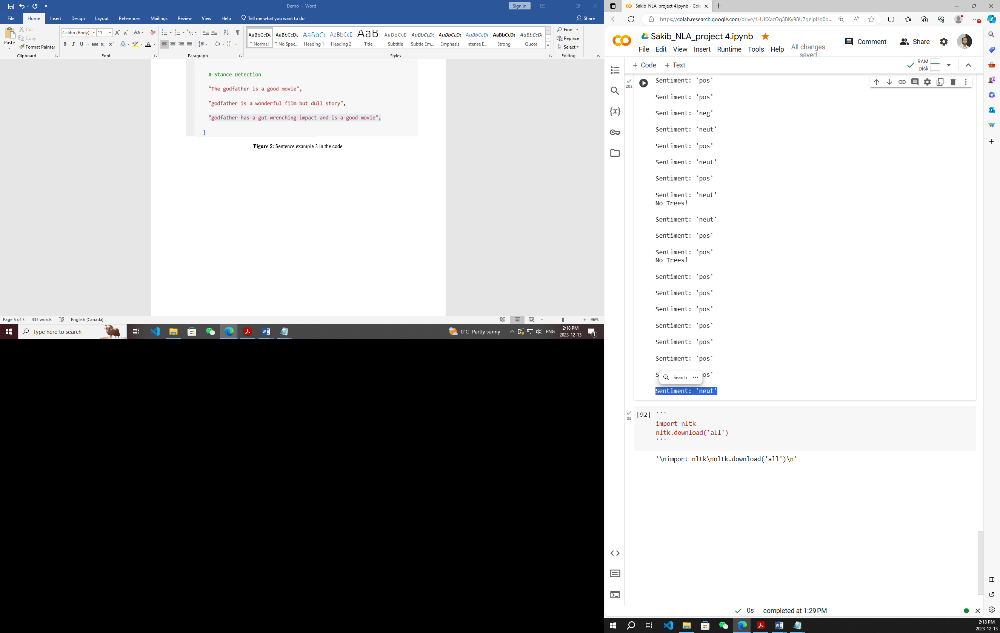 Demo - Word
Sign in
File Home Insert Design Layout References Mailings Review View Help Tell me what you want to do Share
Paste
Cut
Copy
Format Painter
Clipboard
Calibri (Body) 11
Font
Paragraph
AaBbCcDc AaBbCcDc AaBbCc AaBbCcE AaB AaBbCcD AaBbCcDc AaBbCcDc AaBbCcDc AaBbCcDc AaBbCcDc
¶ Normal ¶ No Spac... Heading 1 Heading 2 Title Subtitle Subtle Em... Emphasis Intense E... Strong Quote
Styles
Find
Replace
Select
Editing
# Stance Detection
"The godfather is a good movie",
"godfather is a wonderful film but dull story",
"godfather has a gut-wrenching impact and is a good movie",
]
Figure 5: Sentence example 2 in the code.
Page 5 of 5 333 words English (Canada) 96%
Type here to search
0°C Partly sunny
ENG
2:18 PM
2023-12-13
1
Sakib_NLA_project 4.ipynb - Cola
https://colab.research.google.com/drive/1-UKXazOg3BKy98U7qeipHd0q...
Sakib_NLA_project 4.ipynb
File Edit View Insert Runtime Tools Help All changes saved
Comment Share
+ Code + Text
RAM
Disk
20s
Sentiment: 'pos'
Sentiment: 'pos'
Sentiment: 'neg'
Sentiment: 'neut'
Sentiment: 'pos'
Sentiment: 'neut'
Sentiment: 'pos'
Sentiment: 'neut'
No Trees!
Sentiment: 'neut'
Sentiment: 'pos'
Sentiment: 'pos'
No Trees!
Sentiment: 'pos'
Sentiment: 'pos'
Sentiment: 'pos'
Sentiment: 'pos'
Sentiment: 'pos'
Sentiment: 'pos'
S os'
Search ...
Sentiment: 'neut'
0s
[92] '''
import nltk
nltk.download('all')
'''
'\nimport nltk\nnltk.download('all')\n'
0s completed at 1:29 PM
2:18 PM
2023-12-13